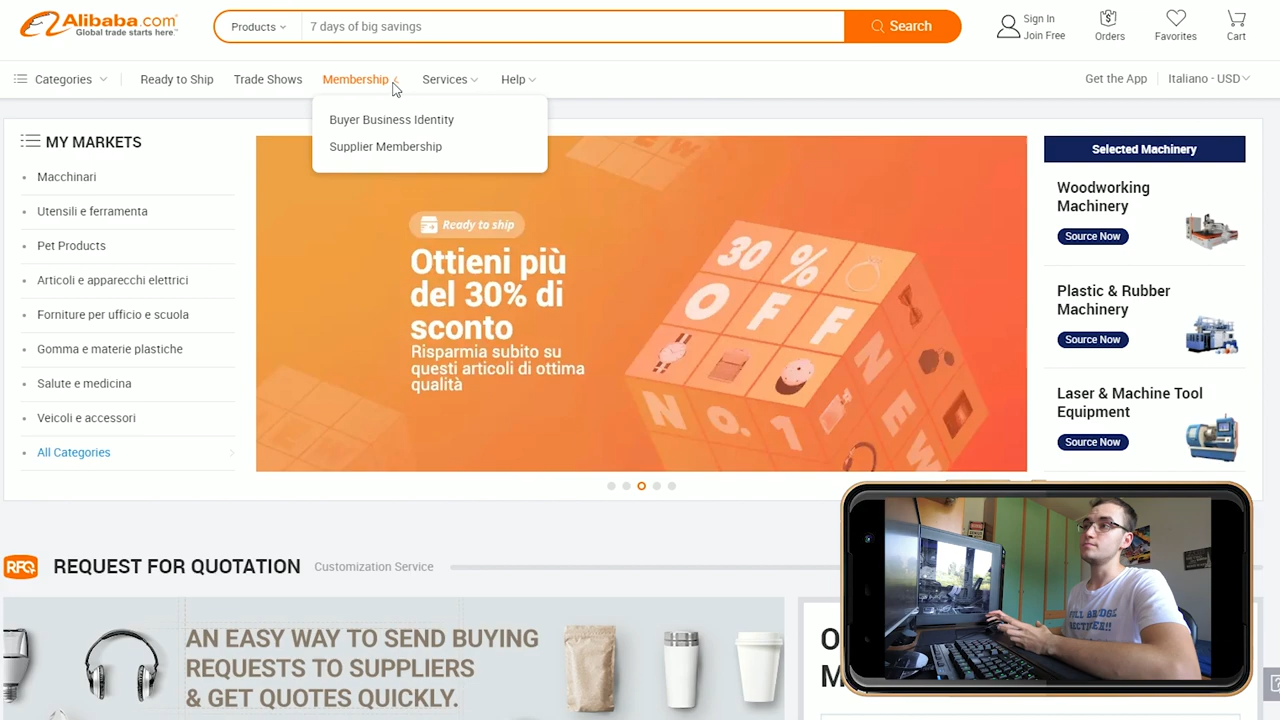 Alibaba.com
Global trade starts here.™
Products
7 days of big savings
Search
Sign In
Join Free
Orders
Favorites
Cart
Categories
Ready to Ship
Trade Shows
Membership
Services
Help
Get the App
Italiano - USD
Buyer Business Identity
Supplier Membership
MY MARKETS
Macchinari
Utensili e ferramenta
Pet Products
Articoli e apparecchi elettrici
Forniture per ufficio e scuola
Gomma e materie plastiche
Salute e medicina
Veicoli e accessori
All Categories
Ready to ship
Ottieni più
del 30% di
sconto
Risparmia subito su
questi articoli di ottima
qualità
30 %
OFF
NEW
NO. 1
Selected Machinery
Woodworking
Machinery
Source Now
Plastic & Rubber
Machinery
Source Now
Laser & Machine Tool
Equipment
Source Now
RFQ
REQUEST FOR QUOTATION
Customization Service
AN EASY WAY TO SEND BUYING
REQUESTS TO SUPPLIERS
& GET QUOTES QUICKLY.
FULL BRIDGE
RECTIFIER!!